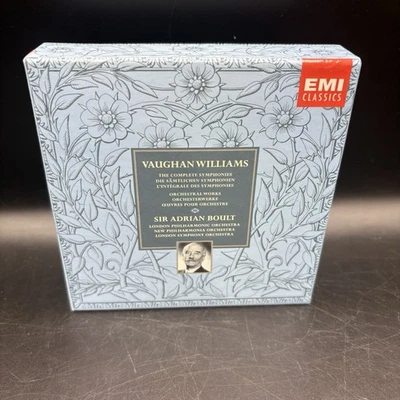 EMI
CLASSICS
VAUGHAN WILLIAMS
THE COMPLETE SYMPHONIES
DIE SÄMTLICHEN SYMPHONIEN
L'INTÉGRALE DES SYMPHONIES
ORCHESTRAL WORKS
ORCHESTERWERKE
ŒUVRES POUR ORCHESTRE
SIR ADRIAN BOULT
LONDON PHILHARMONIC ORCHESTRA
NEW PHILHARMONIA ORCHESTRA
LONDON SYMPHONY ORCHESTRA